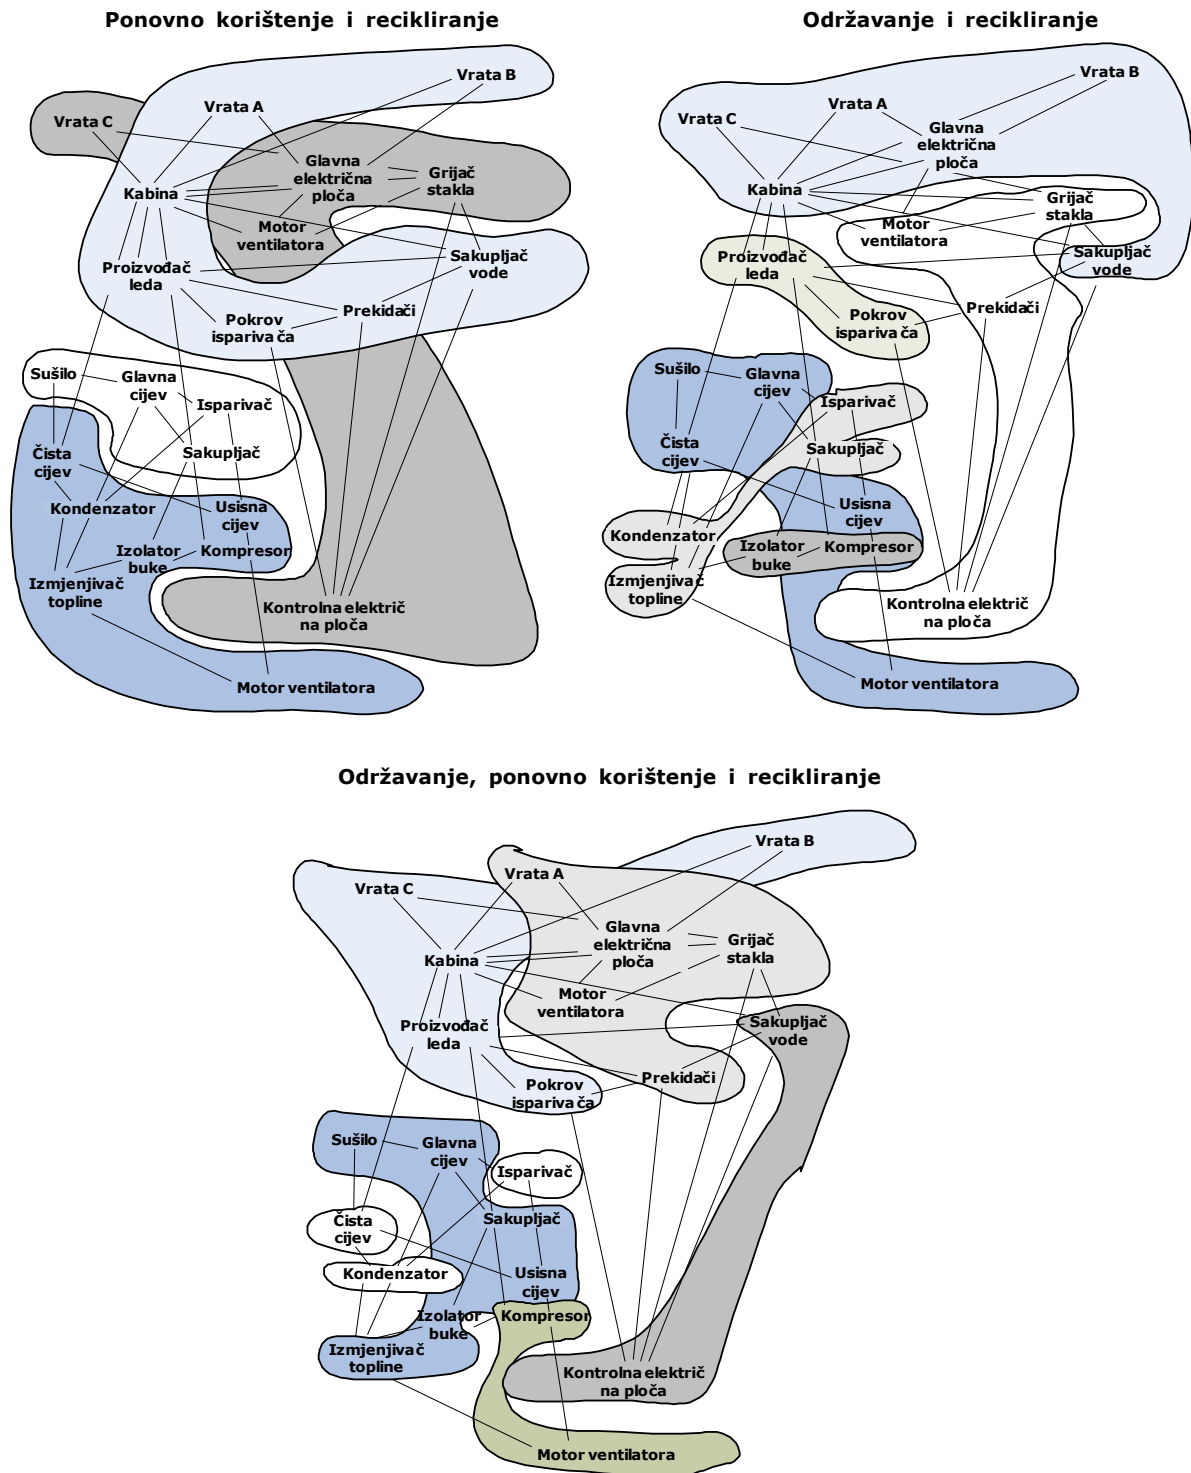 Ponovno korištenje i recikliranje
Vrata B
Vrata A
Vrata C
Glavna
električna
ploča
Grijač
stakla
Kabina
Motor
ventilatora
Sakupljač
vode
Proizvođač
leda
Prekidači
Pokrov
isparivača
Sušilo
Glavna
cijev
Isparivač
Čista
cijev
Sakupljač
Kondenzator
Usisna
cijev
Izolator
buke
Kompresor
Izmjenjivač
topline
Kontrolna električ
na ploča
Motor ventilatora
Održavanje i recikliranje
Vrata B
Vrata A
Vrata C
Glavna
električna
ploča
Kabina
Grijač
stakla
Motor
ventilatora
Proizvođač
leda
Sakupljač
vode
Prekidači
Pokrov
isparivača
Sušilo
Glavna
cijev
Isparivač
Čista
cijev
Sakupljač
Usisna
cijev
Kondenzator
Izolator
buke
Kompresor
Izmjenjivač
topline
Kontrolna električ
na ploča
Motor ventilatora
Održavanje, ponovno korištenje i recikliranje
Vrata B
Vrata A
Vrata C
Glavna
električna
ploča
Grijač
stakla
Kabina
Motor
ventilatora
Proizvođač
leda
Sakupljač
vode
Prekidači
Pokrov
isparivača
Sušilo
Glavna
cijev
Isparivač
Čista
cijev
Sakupljač
Kondenzator
Usisna
cijev
Izolator
buke
Kompresor
Izmjenjivač
topline
Kontrolna električ
na ploča
Motor ventilatora